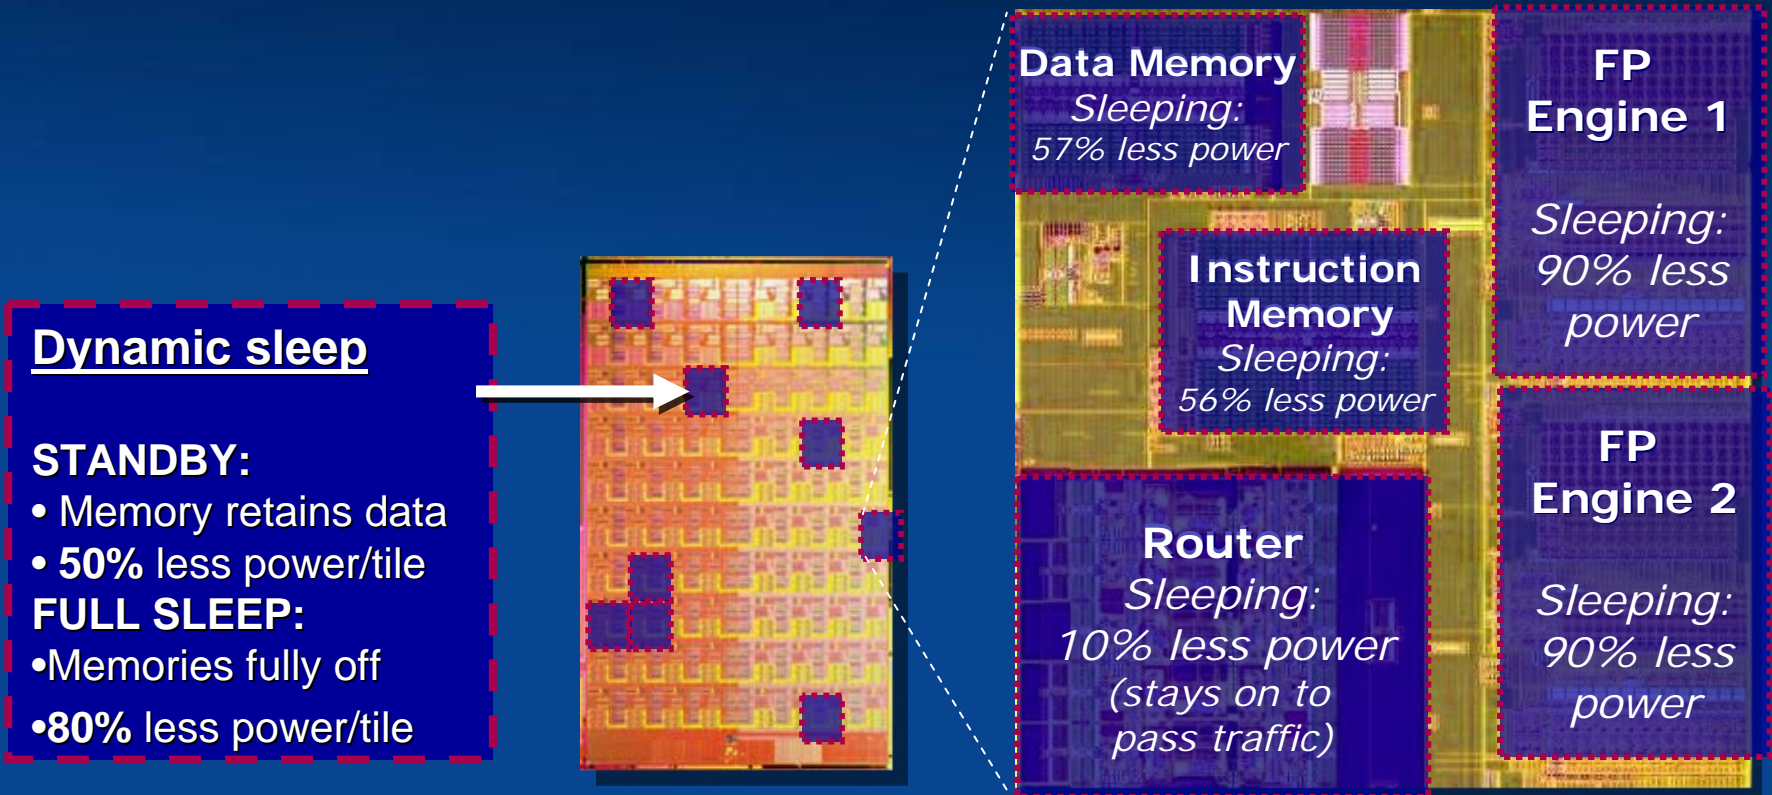 Dynamic sleep
STANDBY:
• Memory retains data
• 50% less power/tile
FULL SLEEP:
•Memories fully off
•80% less power/tile
Data Memory
Sleeping:
57% less power
Instruction
Memory
Sleeping:
56% less power
Router
Sleeping:
10% less power
(stays on to
pass traffic)
FP
Engine 1
Sleeping:
90% less
power
FP
Engine 2
Sleeping:
90% less
power